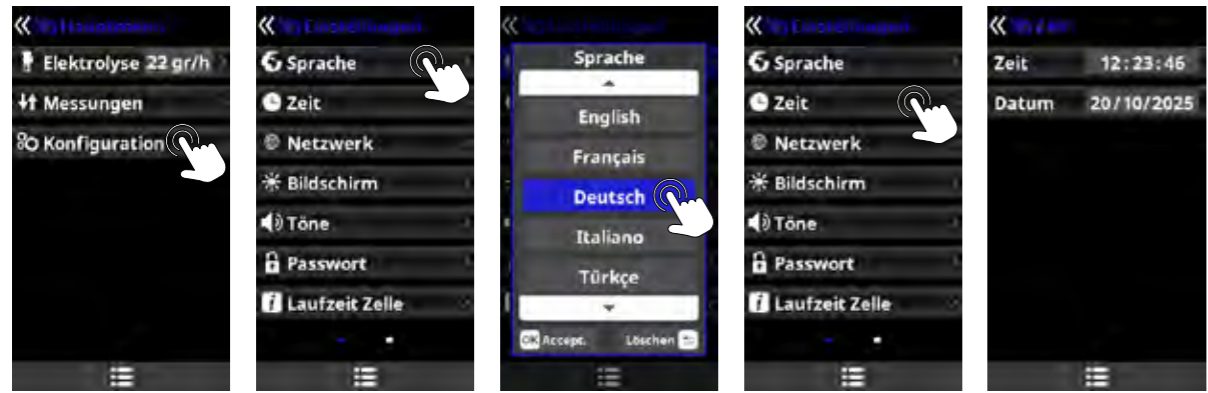 Elektrolyse 22 gr/h
Messungen
Konfiguration
Sprache
Zeit
Netzwerk
Bildschirm
Töne
Passwort
Laufzeit Zelle
Sprache
English
Français
Deutsch
Italiano
Türkçe
OK Accept. Löschen
Sprache
Zeit
Netzwerk
Bildschirm
Töne
Passwort
Laufzeit Zelle
Zeit 12:23:46
Datum 20/10/2025